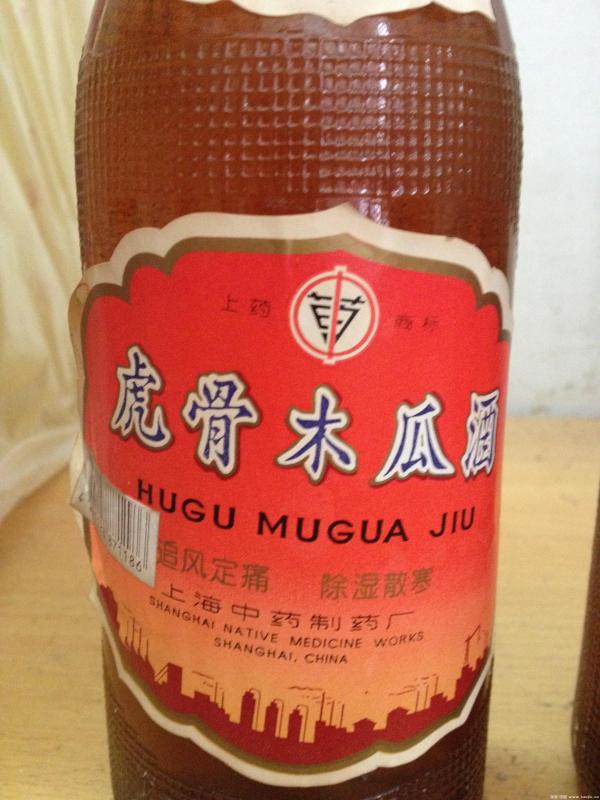 上药 商标
虎骨木瓜酒
HUGU MUGUA JIU
追风定痛 除湿散寒
上海中药制药厂
SHANGHAI NATIVE MEDICINE WORKS
SHANGHAI, CHINA